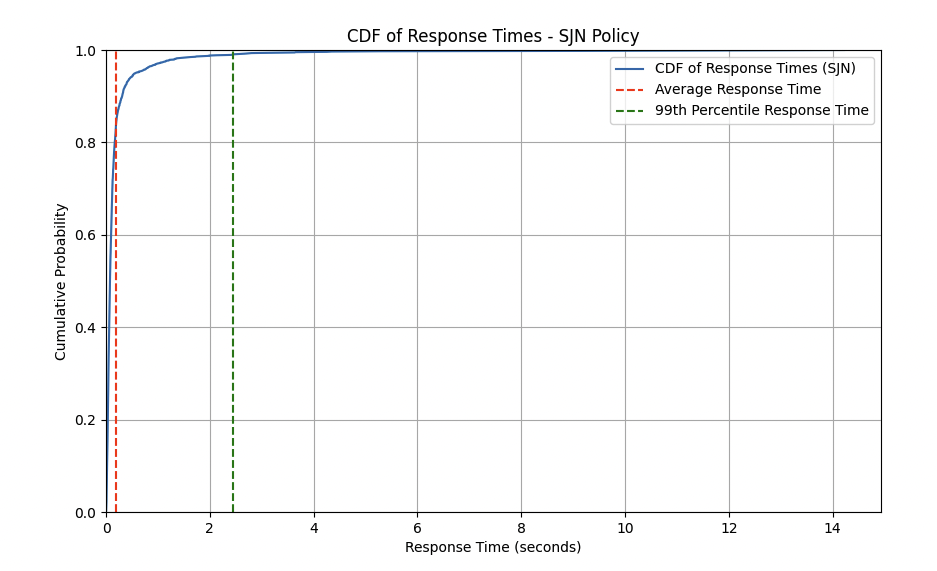 CDF of Response Times - SJN Policy
CDF of Response Times (SJN)
Average Response Time
99th Percentile Response Time
Cumulative Probability
1.0
0.8
0.6
0.4
0.2
0.0
0 2 4 6 8 10 12 14
Response Time (seconds)